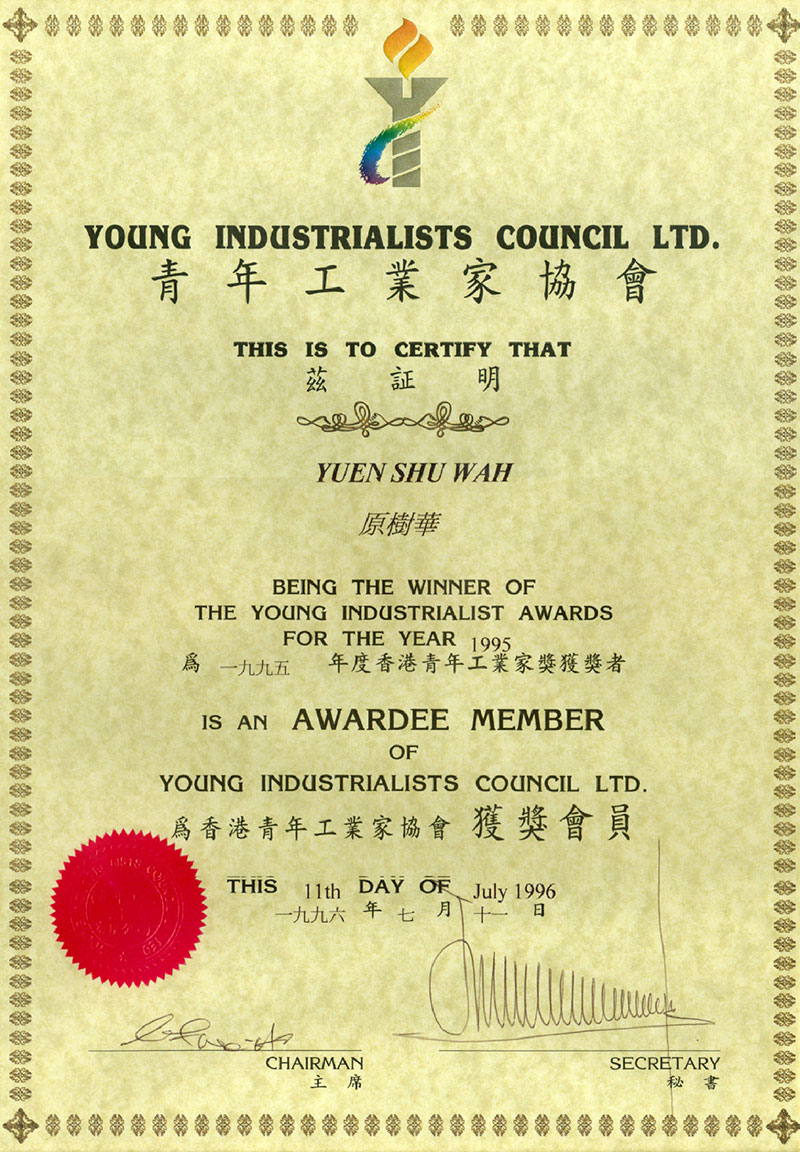 YOUNG INDUSTRIALISTS COUNCIL LTD.
青年工業家協會
THIS IS TO CERTIFY THAT
茲証明
YUEN SHU WAH
原樹華
BEING THE WINNER OF
THE YOUNG INDUSTRIALIST AWARDS
FOR THE YEAR 1995
爲 一九九五 年度香港青年工業家獎獲獎者
IS AN AWARDEE MEMBER
OF
YOUNG INDUSTRIALISTS COUNCIL LTD.
爲香港青年工業家協會 獲獎會員
THIS 11th DAY OF July 1996
一九九六 年 七 月 十一 日
CHAIRMAN
主席
SECRETARY
秘書